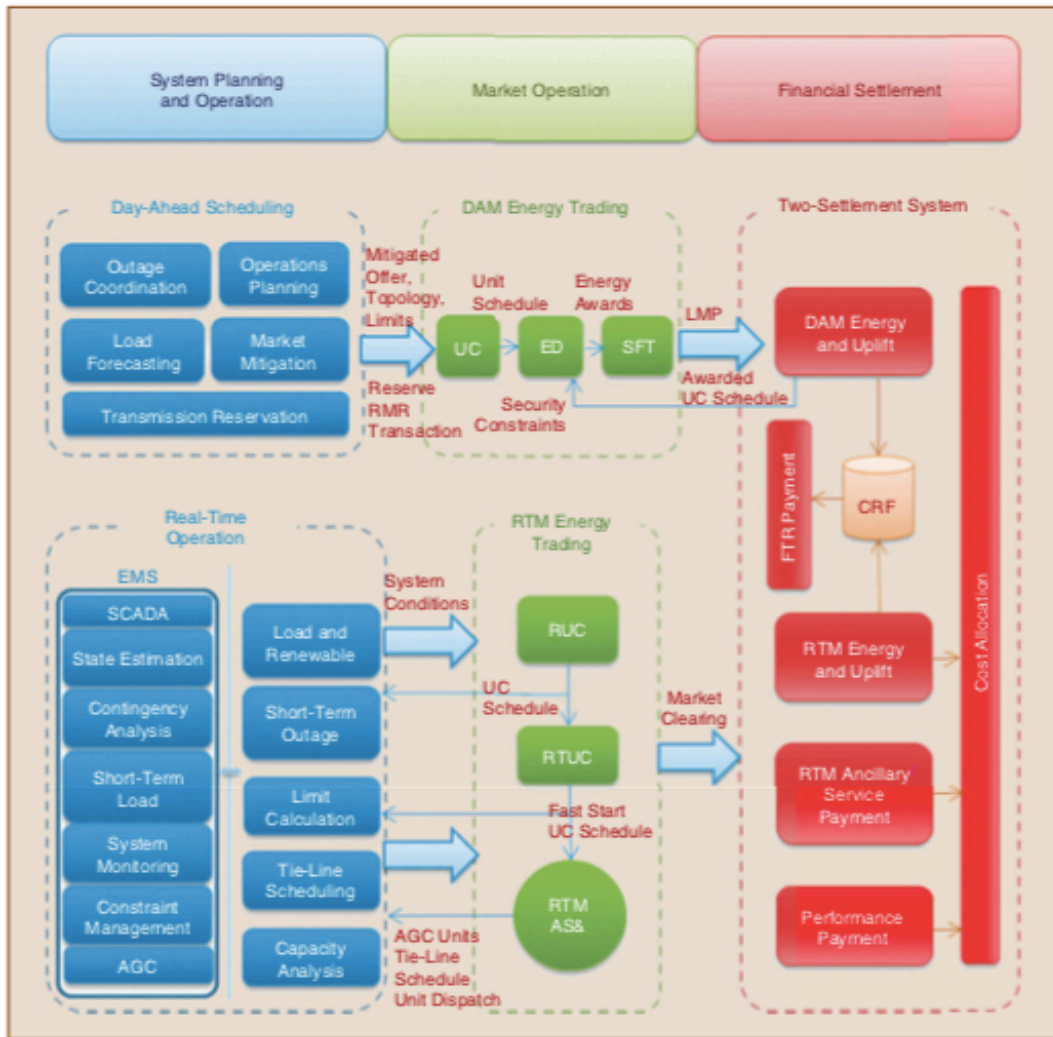 System Planning
and Operation
Market Operation
Financial Settlement
Day-Ahead Scheduling
DAM Energy Trading
Two-Settlement System
Outage
Coordination
Operations
Planning
Load
Forecasting
Market
Mitigation
Transmission Reservation
Mitigated
Offer,
Topology,
Limits
Reserve
RMR
Transaction
Unit
Schedule
Energy
Awards
UC
ED
SFT
Security
Constraints
LMP
Awarded
UC Schedule
DAM Energy
and Uplift
FTR Payment
CRF
Cost Allocation
Real-Time
Operation
RTM Energy
Trading
EMS
SCADA
State Estimation
Contingency
Analysis
Short-Term
Load
System
Monitoring
Constraint
Management
AGC
Load and
Renewable
Short-Term
Outage
Limit
Calculation
Tie-Line
Scheduling
Capacity
Analysis
System
Conditions
RUC
UC
Schedule
RTUC
Fast Start
UC Schedule
RTM
AS&
AGC Units
Tie-Line
Schedule
Unit Dispatch
Market
Clearing
RTM Energy
and Uplift
RTM Ancillary
Service
Payment
Performance
Payment